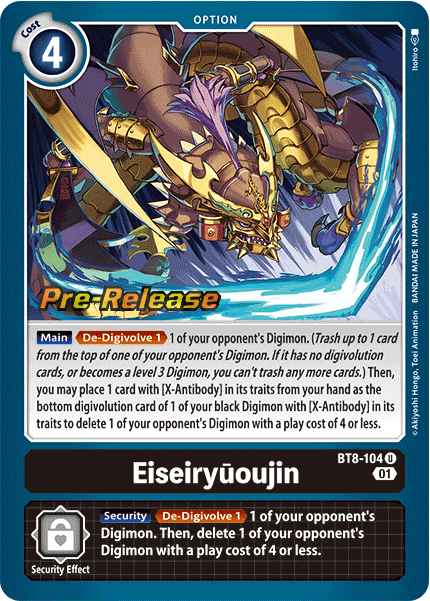 OPTION
Cost
4
Itohiro
Pre-Release
Main De-Digivolve 1 1 of your opponent's Digimon. (Trash up to 1 card
from the top of one of your opponent's Digimon. If it has no digivolution
cards, or becomes a level 3 Digimon, you can't trash any more cards.) Then,
you may place 1 card with [X-Antibody] in its traits from your hand as the
bottom digivolution card of 1 of your black Digimon with [X-Antibody] in its
traits to delete 1 of your opponent's Digimon with a play cost of 4 or less.
©Akiyoshi Hongo, Toei Animation BANDAI MADE IN JAPAN
BT8-104 U
Eiseiryūoujin
01
Security De-Digivolve 1 1 of your opponent's
Digimon. Then, delete 1 of your opponent's
Digimon with a play cost of 4 or less.
Security Effect